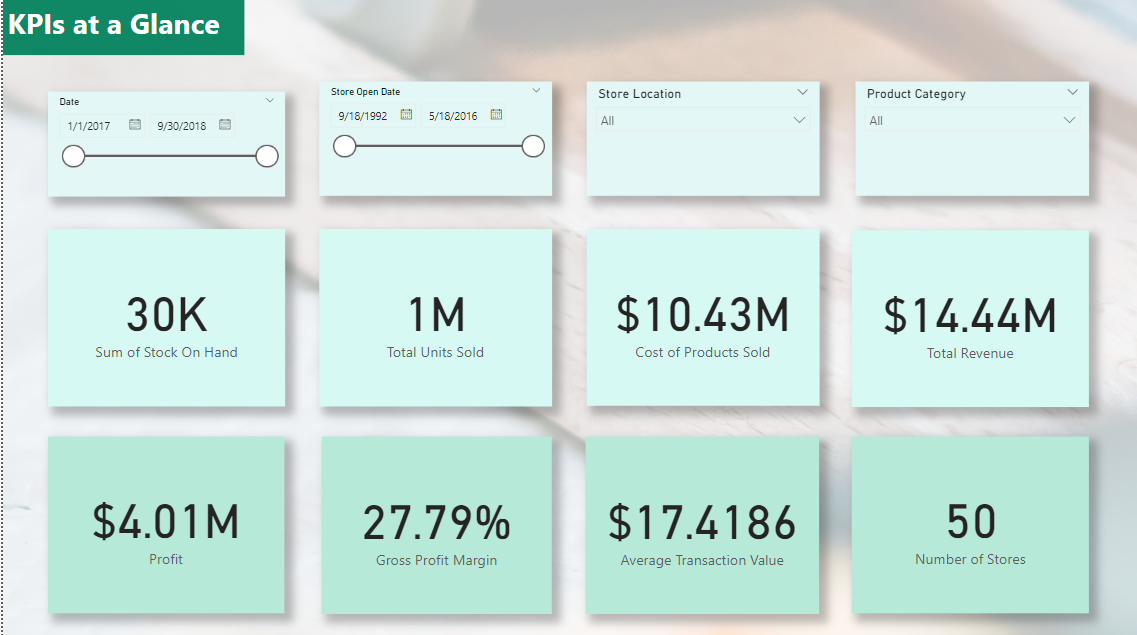 KPIs at a Glance
Date
1/1/2017 9/30/2018
Store Open Date
9/18/1992 5/18/2016
Store Location
All
Product Category
All
30K
Sum of Stock On Hand
1M
Total Units Sold
$10.43M
Cost of Products Sold
$14.44M
Total Revenue
$4.01M
Profit
27.79%
Gross Profit Margin
$17.4186
Average Transaction Value
50
Number of Stores